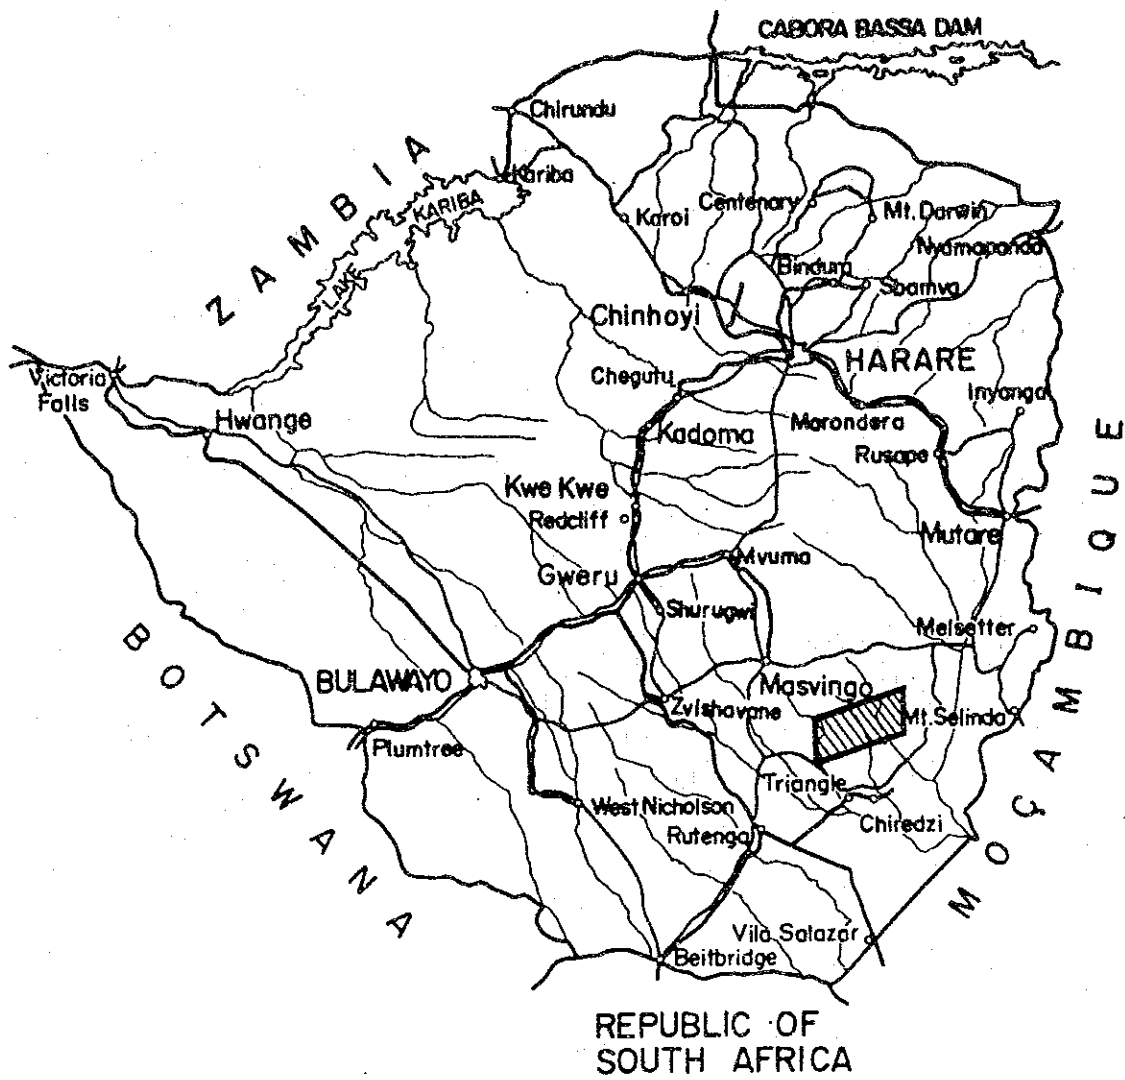 CABORA BASSA DAM
Chirundu
ZAMBIA
Kariba
LAKE KARIBA
Karoi
Centenary
Mt. Darwin
Nyamapanda
Bindura
Shamva
Chinhoyi
HARARE
Victoria
Falls
Chegutu
Inyanga
Hwange
Kadoma
Marondera
Rusape
Kwe Kwe
Redcliff
Mutare
Gweru
Mvuma
MOÇAMBIQUE
Shurugwi
Melsetter
BOTSWANA
BULAWAYO
Masvingo
Zvishavane
Mt. Selinda
Plumtree
Triangle
West Nicholson
Chiredzi
Rutenga
Vila Salazár
Beitbridge
REPUBLIC OF
SOUTH AFRICA